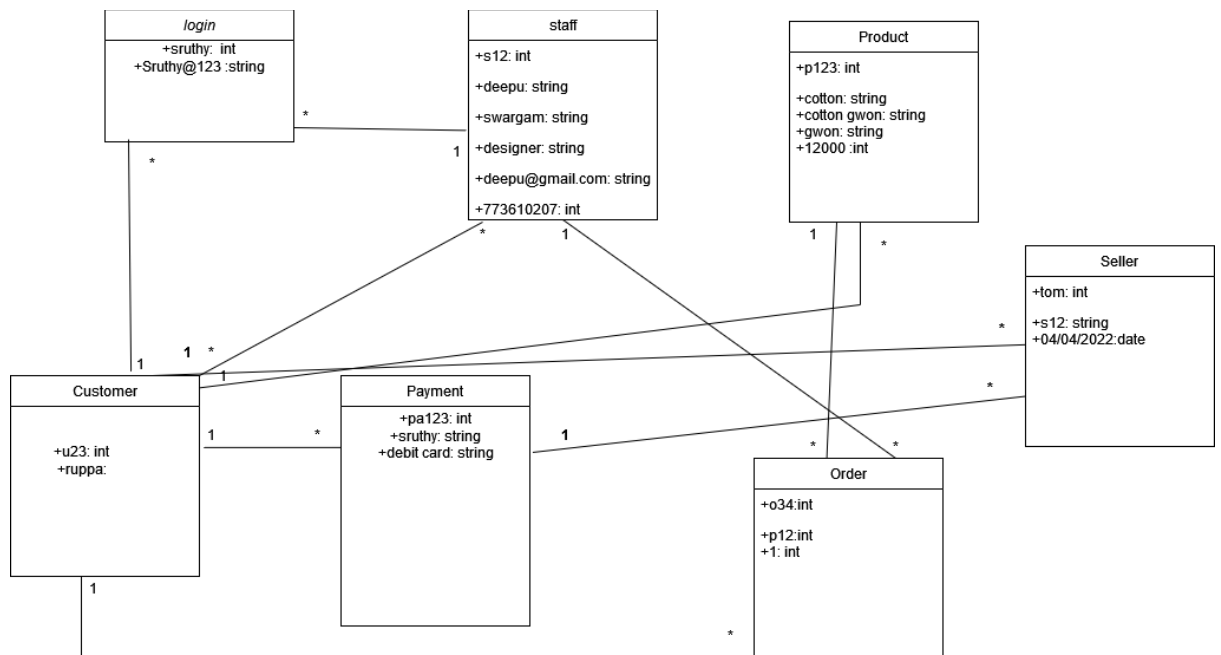 login
+sruthy: int
+Sruthy@123 :string
staff
+s12: int
+deepu: string
+swargam: string
+designer: string
+deepu@gmail.com: string
+773610207: int
Product
+p123: int
+cotton: string
+cotton gwon: string
+gwon: string
+12000 :int
*
1
*
*
1
1
*
Seller
+tom: int
+s12: string
+04/04/2022:date
*
*
1
1
*
1
Customer
+u23: int
+ruppa:
1
*
Payment
+pa123: int
+sruthy: string
+debit card: string
1
*
*
Order
+o34:int
+p12:int
+1: int
1
*